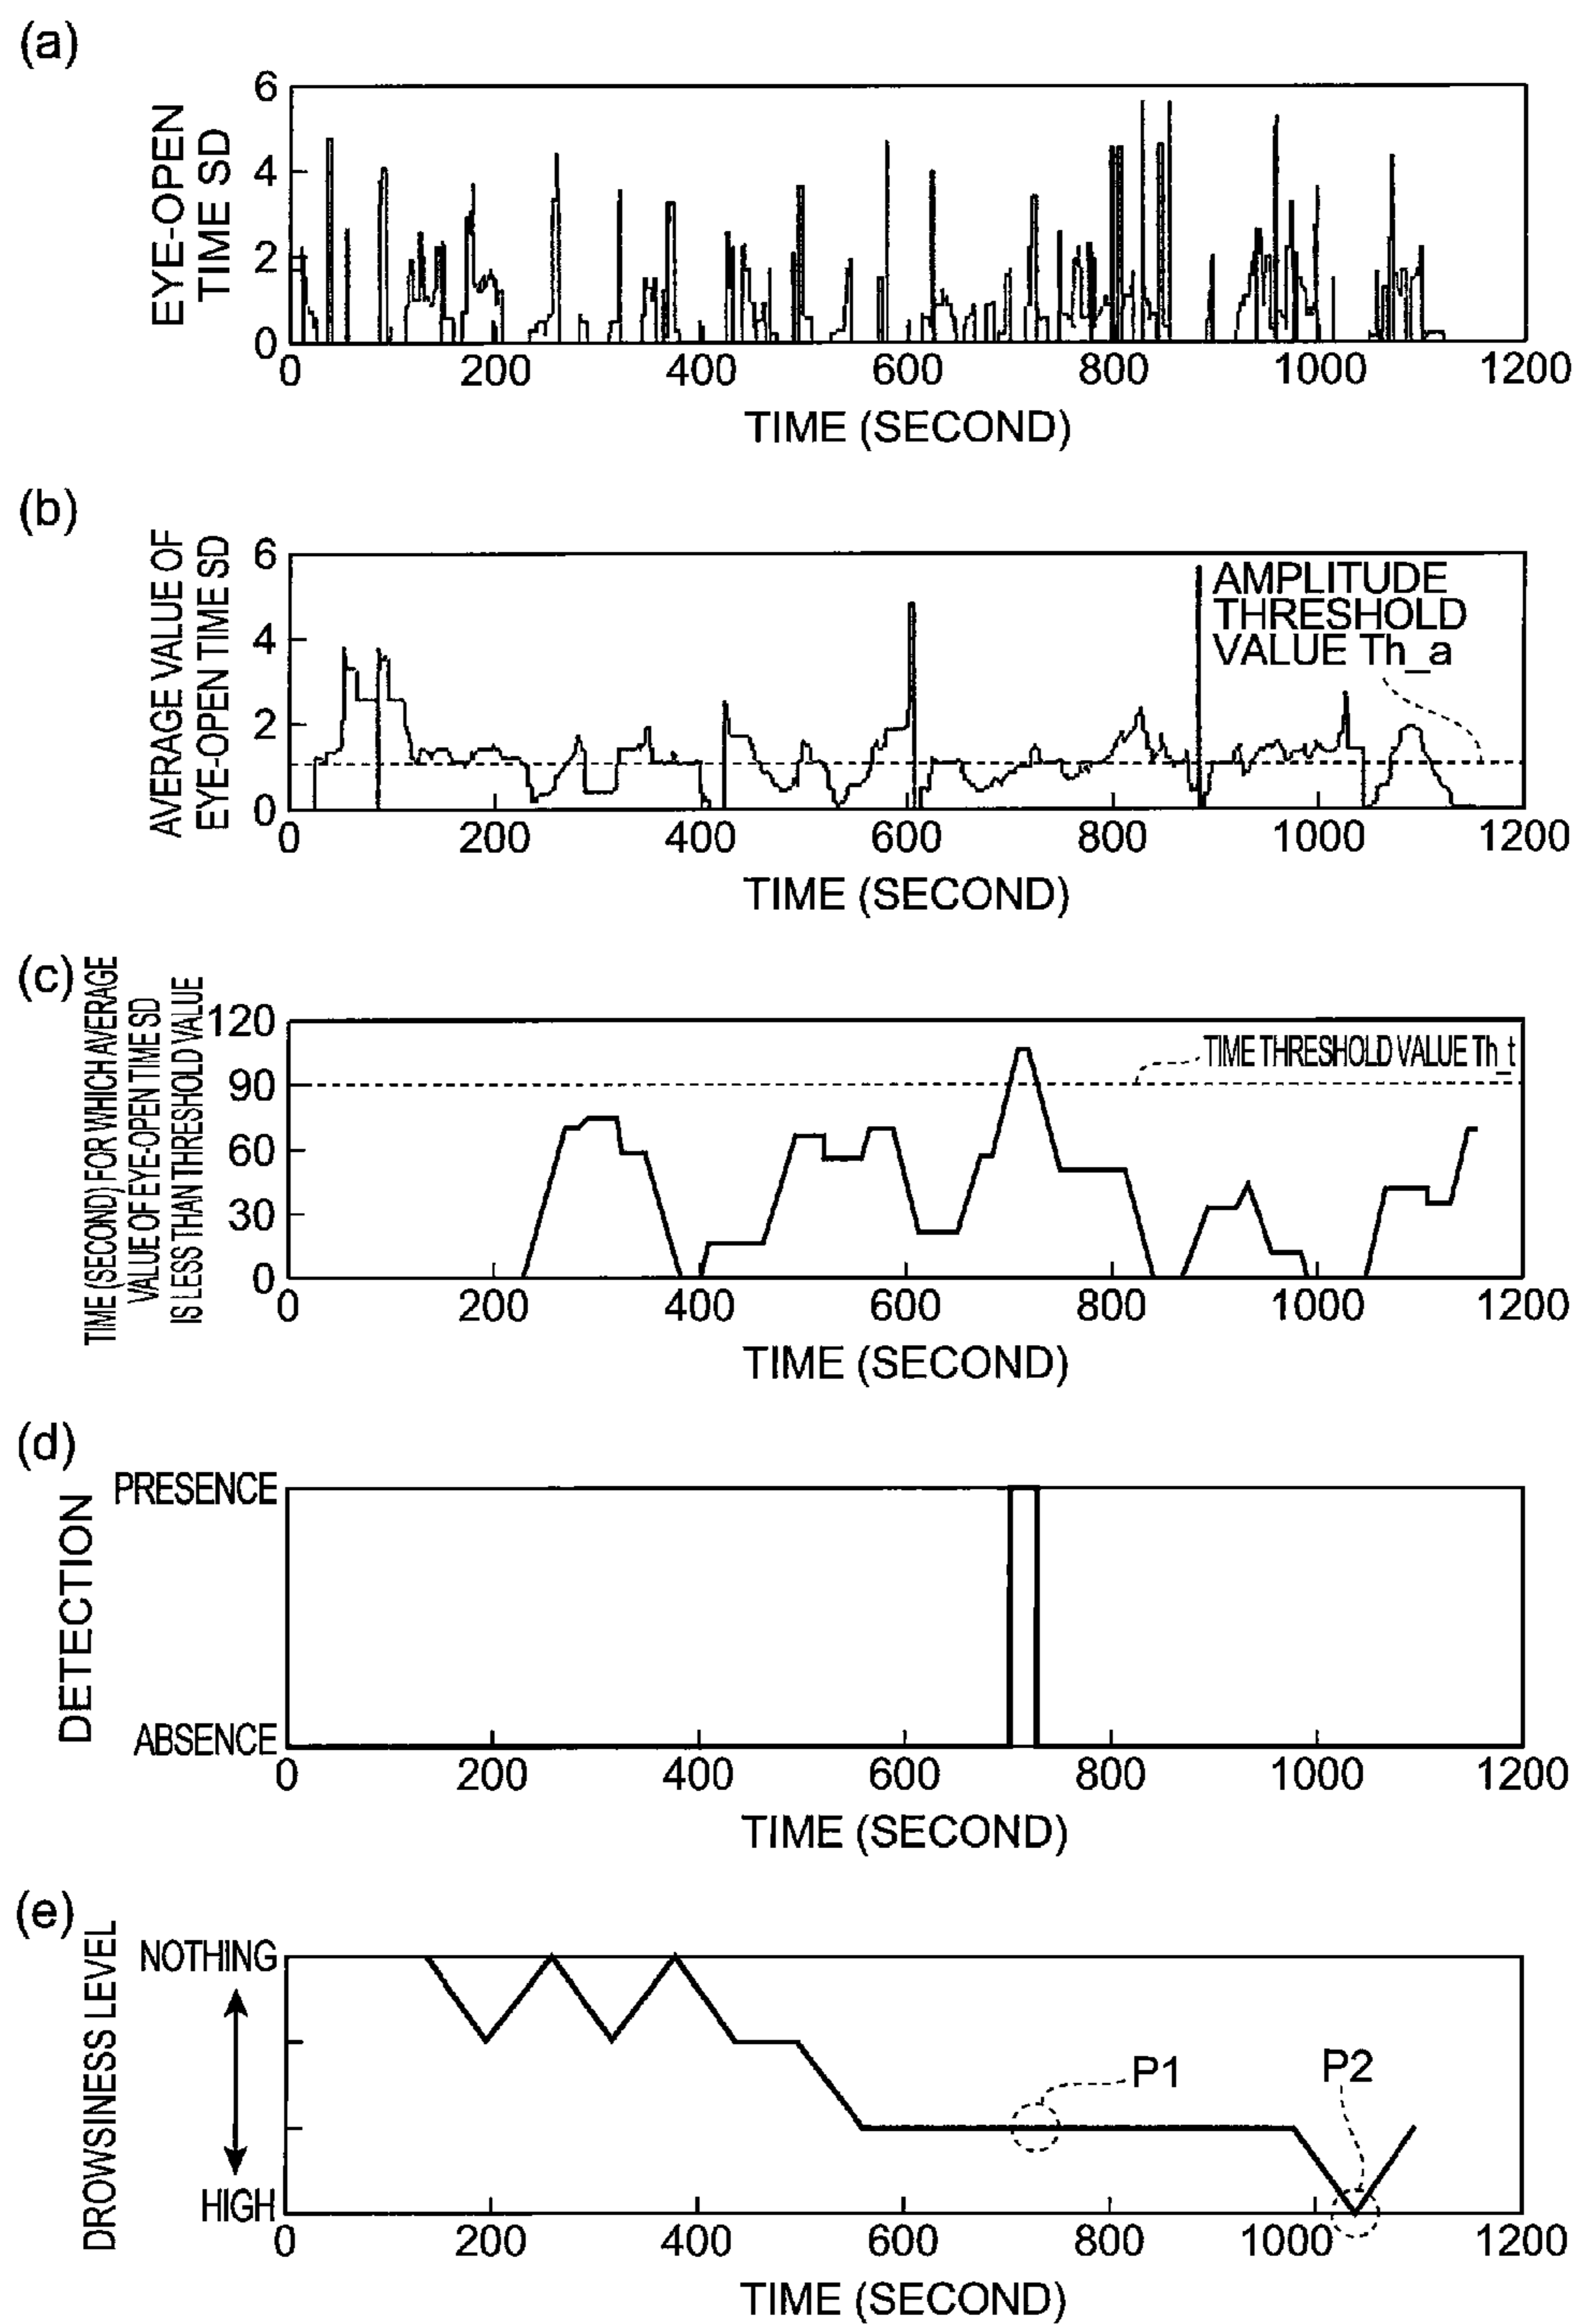 (a)
EYE-OPEN
TIME SD
6
4
2
0
0 200 400 600 800 1000 1200
TIME (SECOND)
(b)
AVERAGE VALUE OF
EYE-OPEN TIME SD
6
4
2
0
AMPLITUDE
THRESHOLD
VALUE Th_a
0 200 400 600 800 1000 1200
TIME (SECOND)
(c)
TIME (SECOND) FOR WHICH AVERAGE
VALUE OF EYE-OPEN TIME SD
IS LESS THAN THRESHOLD VALUE
120
90
60
30
0
TIME THRESHOLD VALUE Th_t
0 200 400 600 800 1000 1200
TIME (SECOND)
(d)
DETECTION
PRESENCE
ABSENCE
0 200 400 600 800 1000 1200
TIME (SECOND)
(e)
DROWSINESS LEVEL
NOTHING
HIGH
P1
P2
0 200 400 600 800 1000 1200
TIME (SECOND)